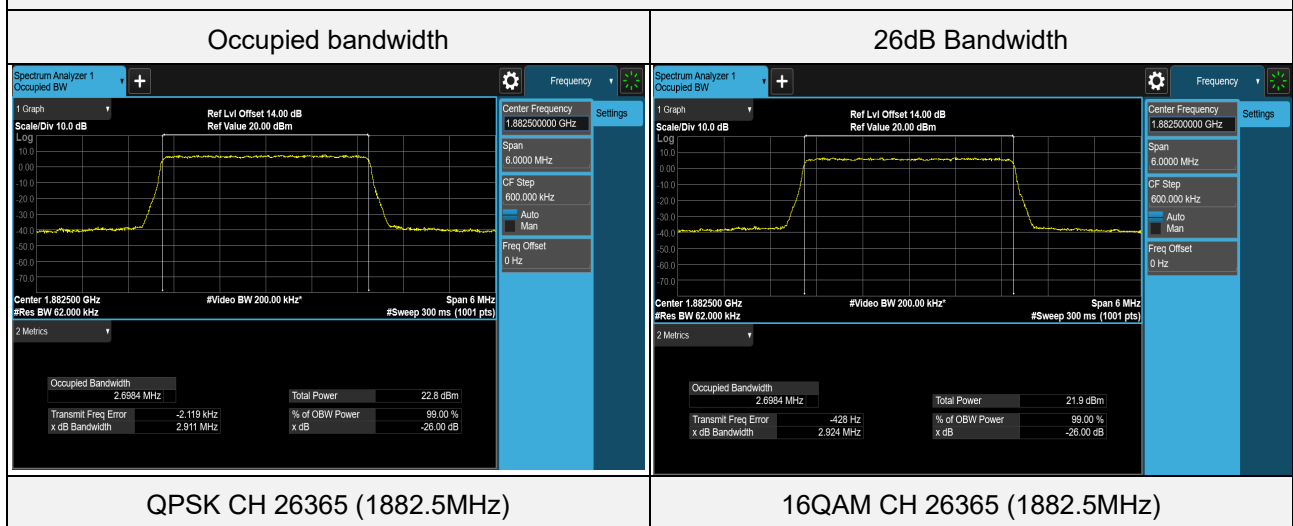 Occupied bandwidth
26dB Bandwidth
Spectrum Analyzer 1
Occupied BW
+
Frequency
1 Graph
Scale/Div 10.0 dB
Log
Ref Lvl Offset 14.00 dB
Ref Value 20.00 dBm
10.0
0.00
-10.0
-20.0
-30.0
-40.0
-50.0
-60.0
-70.0
Center 1.882500 GHz
#Res BW 62.000 kHz
#Video BW 200.00 kHz*
Span 6 MHz
#Sweep 300 ms (1001 pts)
Center Frequency
1.882500000 GHz
Span
6.0000 MHz
CF Step
600.000 kHz
Auto
Man
Freq Offset
0 Hz
Settings
2 Metrics
Occupied Bandwidth
2.6984 MHz
Total Power 22.8 dBm
Transmit Freq Error -2.119 kHz
% of OBW Power 99.00 %
x dB Bandwidth 2.911 MHz
x dB -26.00 dB
Spectrum Analyzer 1
Occupied BW
+
Frequency
1 Graph
Scale/Div 10.0 dB
Log
Ref Lvl Offset 14.00 dB
Ref Value 20.00 dBm
10.0
0.00
-10.0
-20.0
-30.0
-40.0
-50.0
-60.0
-70.0
Center 1.882500 GHz
#Res BW 62.000 kHz
#Video BW 200.00 kHz*
Span 6 MHz
#Sweep 300 ms (1001 pts)
Center Frequency
1.882500000 GHz
Span
6.0000 MHz
CF Step
600.000 kHz
Auto
Man
Freq Offset
0 Hz
Settings
2 Metrics
Occupied Bandwidth
2.6984 MHz
Total Power 21.9 dBm
Transmit Freq Error -428 Hz
% of OBW Power 99.00 %
x dB Bandwidth 2.924 MHz
x dB -26.00 dB
QPSK CH 26365 (1882.5MHz)
16QAM CH 26365 (1882.5MHz)